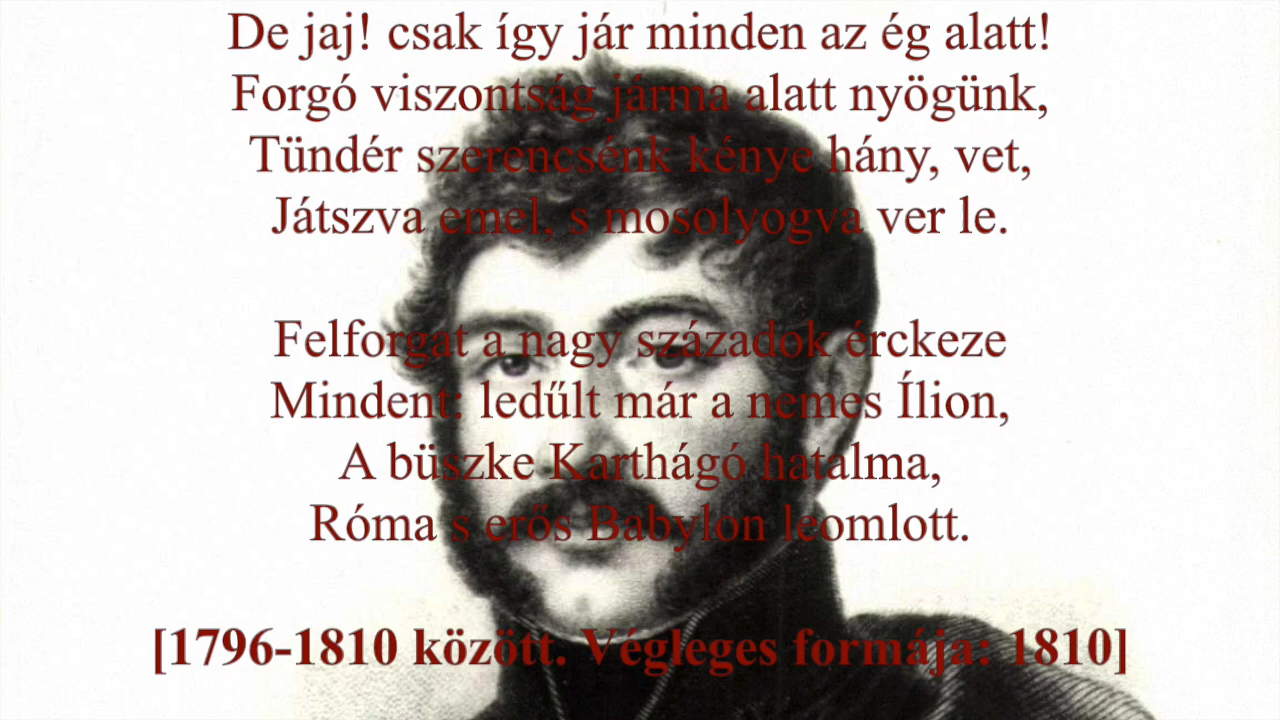 De jaj! csak így jár minden az ég alatt!
Forgó viszontság járma alatt nyögünk,
Tündér szerencsénk kénye hány, vet,
Játszva emel, s mosolyogva ver le.
Felforgat a nagy századok érckeze
Mindent: ledűlt már a nemes Ílion,
A büszke Karthágó hatalma,
Róma s erős Babylon leomlott.
[1796-1810 között. Végleges formája: 1810]